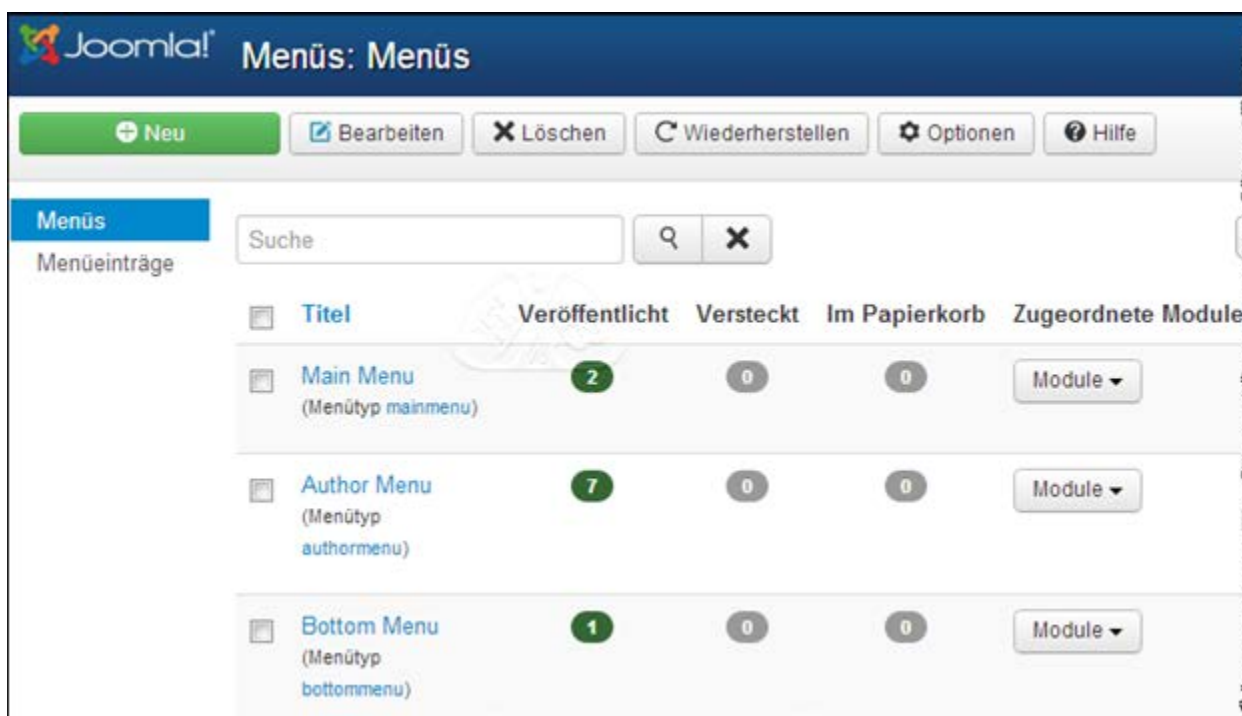 Joomla! Menüs: Menüs
Neu Bearbeiten Löschen Wiederherstellen Optionen Hilfe
Menüs
Menüeinträge
Suche
Titel Veröffentlicht Versteckt Im Papierkorb Zugeordnete Module
Main Menu 2 0 0 Module
(Menütyp mainmenu)
Author Menu 7 0 0 Module
(Menütyp
authormenu)
Bottom Menu 1 0 0 Module
(Menütyp
bottommenu)